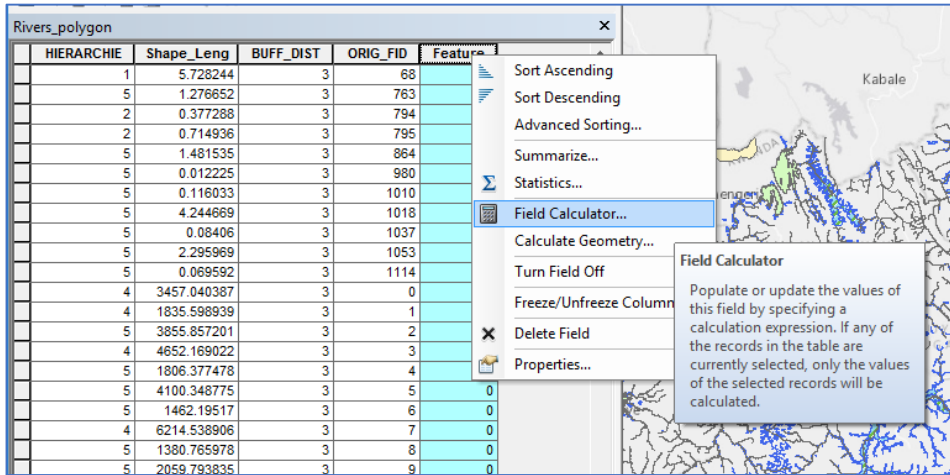 Rivers_polygon ×
HIERARCHIE Shape_Leng BUFF_DIST ORIG_FID Feature
1 5.728244 3 68
5 1.276652 3 763
2 0.377288 3 794
2 0.714936 3 795
5 1.481535 3 864
5 0.012225 3 980
5 0.116033 3 1010
5 4.244669 3 1018
5 0.08406 3 1037
5 2.295969 3 1053
5 0.069592 3 1114
4 3457.040387 3 0
4 1835.598939 3 1
5 3855.857201 3 2
4 4652.169022 3 3
5 1806.377478 3 4
5 4100.348775 3 5 0
5 1462.19517 3 6 0
4 6214.538906 3 7 0
5 1380.765978 3 8 0
5 2059.793835 3 9 0
Sort Ascending
Sort Descending
Advanced Sorting...
Summarize...
Σ Statistics...
Field Calculator...
Calculate Geometry...
Turn Field Off
Freeze/Unfreeze Column
Delete Field
Properties...
Field Calculator
Populate or update the values of
this field by specifying a
calculation expression. If any of
the records in the table are
currently selected, only the values
of the selected records will be
calculated.
Kabale